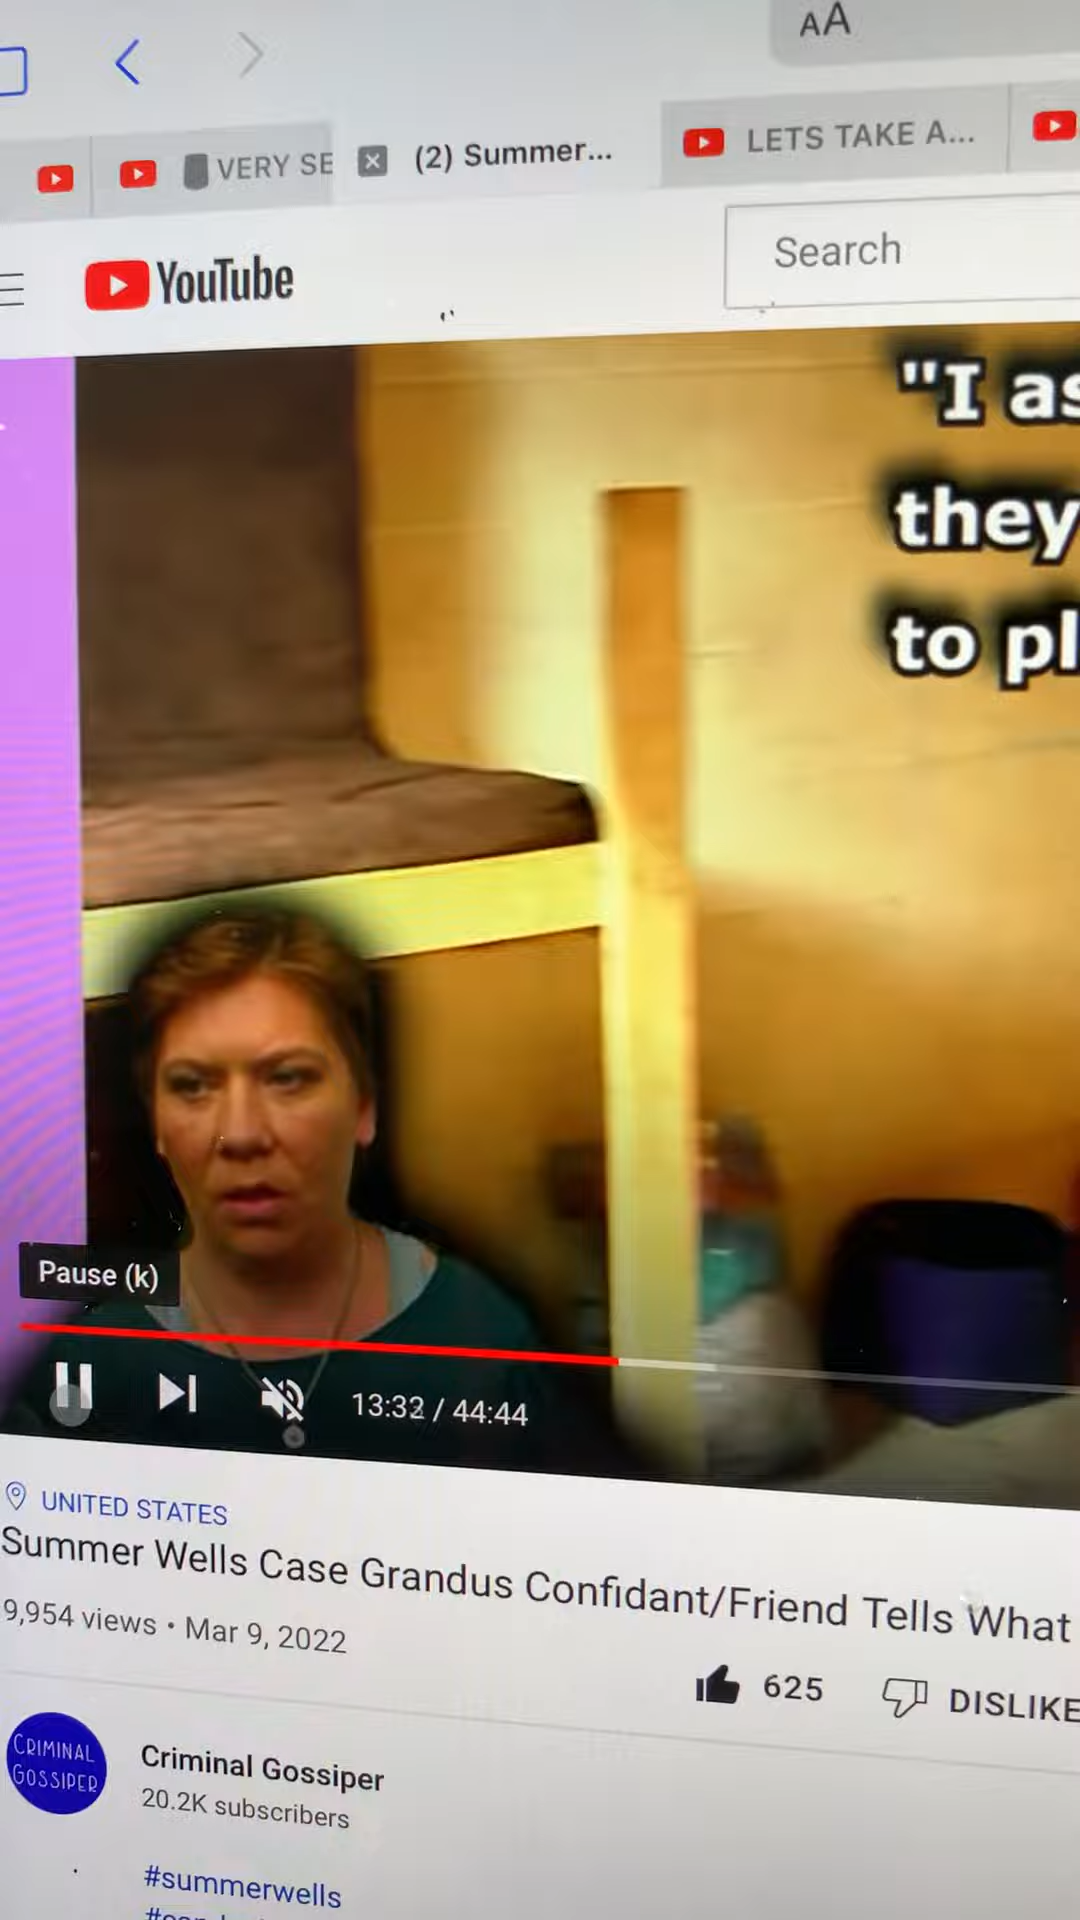 AA
VERY SE
(2) Summer...
LETS TAKE A...
YouTube
Search
"I as
they
to pl
Pause (k)
13:32 / 44:44
UNITED STATES
Summer Wells Case Grandus Confidant/Friend Tells What
9,954 views • Mar 9, 2022
625
DISLIKE
CRIMINAL
GOSSIPER
Criminal Gossiper
20.2K subscribers
#summerwells